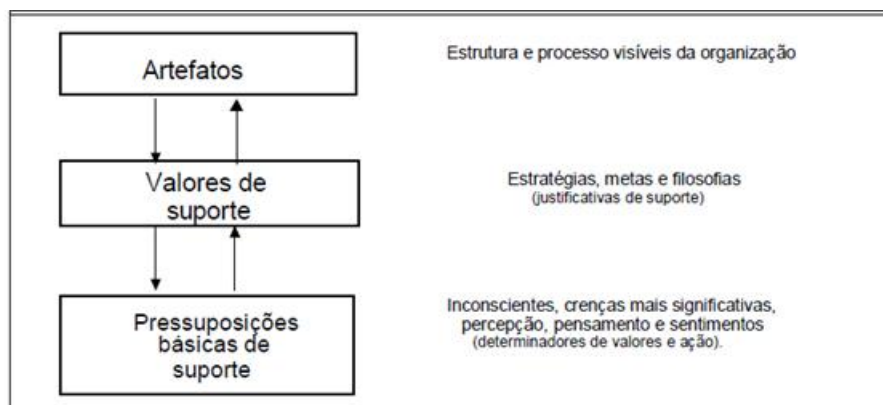 Artefatos
Estrutura e processo visíveis da organização
Valores de
suporte
Estratégias, metas e filosofias
(justificativas de suporte)
Pressuposições
básicas de
suporte
Inconscientes, crenças mais significativas,
percepção, pensamento e sentimentos
(determinadores de valores e ação).